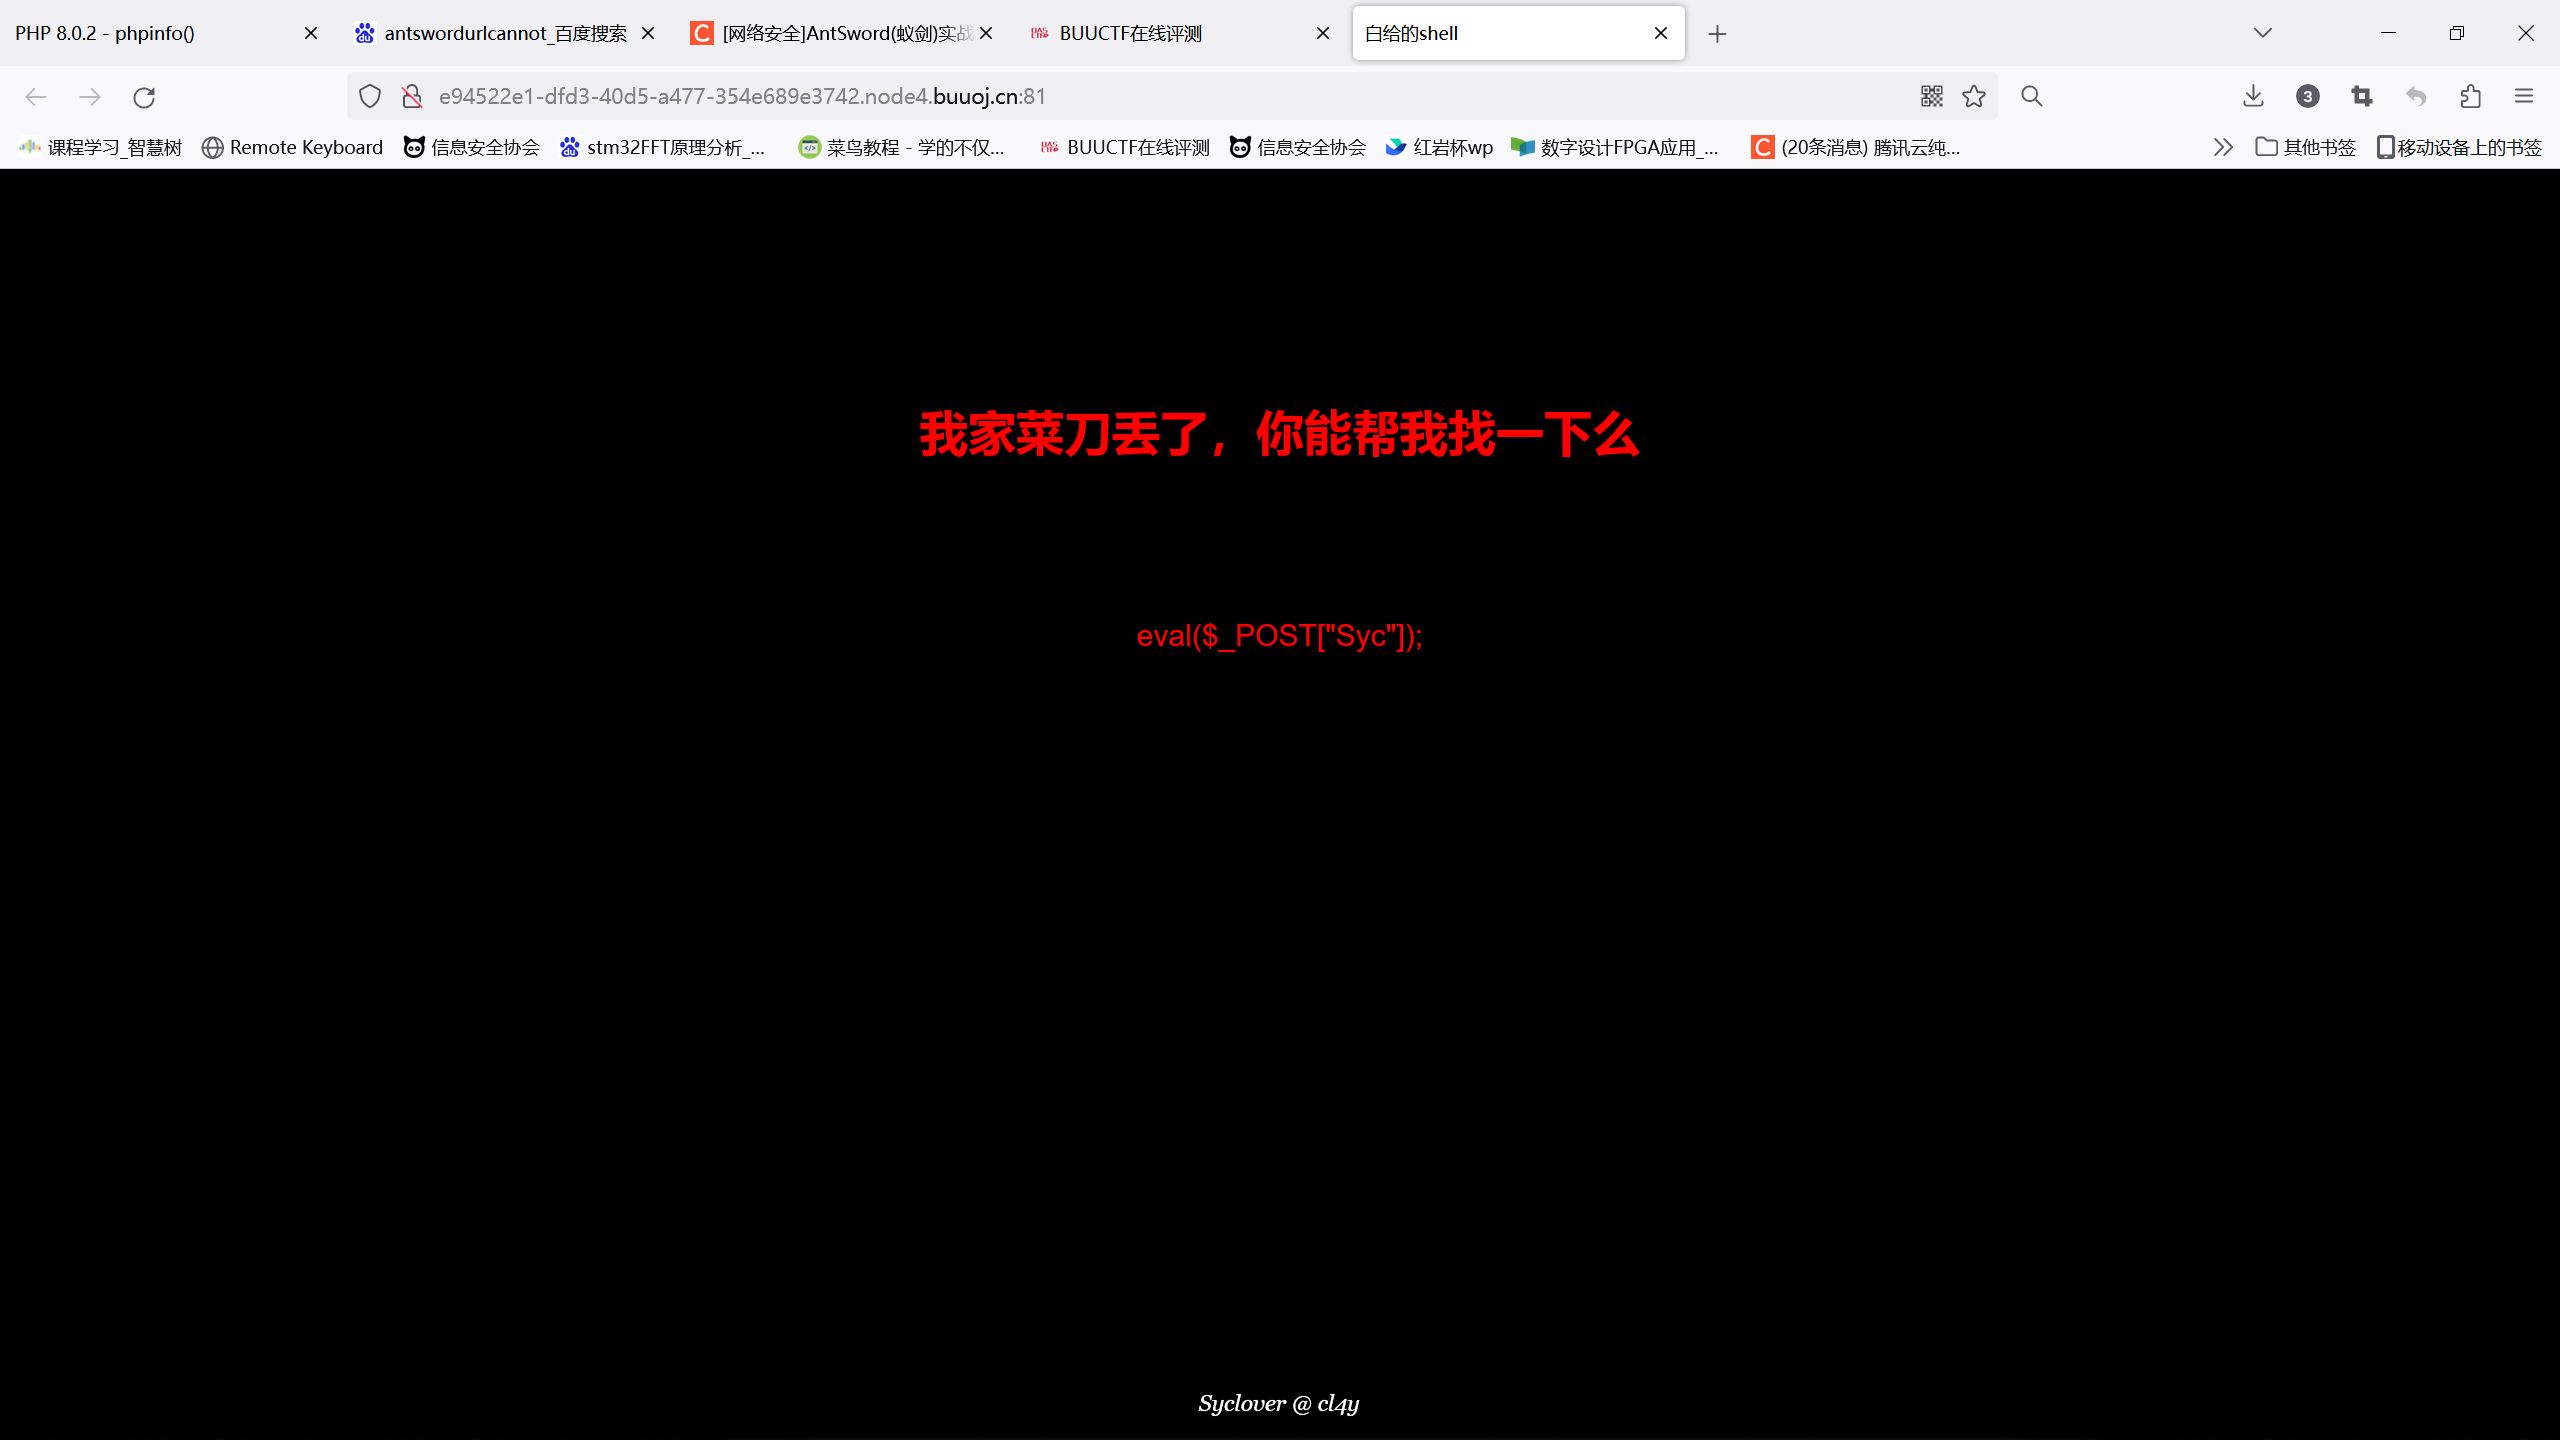 PHP 8.0.2 - phpinfo()
antswordurlcannot_百度搜索
[网络安全]AntSword(蚁剑)实战
BUUCTF在线评测
白给的shell
e94522e1-dfd3-40d5-a477-354e689e3742.node4.buuoj.cn:81
3
课程学习_智慧树
Remote Keyboard
信息安全协会
stm32FFT原理分析_...
菜鸟教程 - 学的不仅...
BUUCTF在线评测
信息安全协会
红岩杯wp
数字设计FPGA应用_...
(20条消息) 腾讯云纯...
其他书签
移动设备上的书签
我家菜刀丢了，你能帮我找一下么
eval($_POST["Syc"]);
Syclover @ cl4y